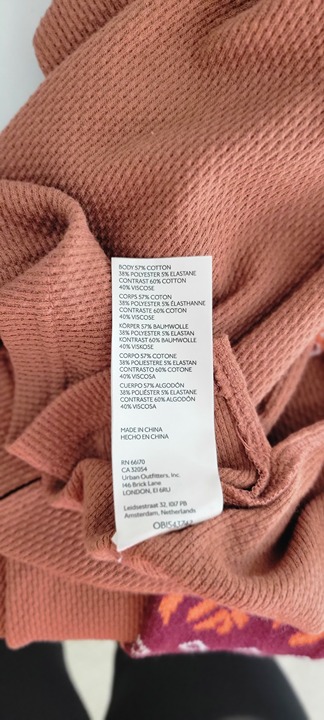 BODY 57% COTTON
38% POLYESTER 5% ELASTANE
CONTRAST 60% COTTON
40% VISCOSE
CORPS 57% COTON
38% POLYESTER 5% ÉLASTHANNE
CONTRASTE 60% COTON
40% VISCOSE
KÖRPER 57% BAUMWOLLE
38% POLYESTER 5% ELASTAN
KONTRAST 60% BAUMWOLLE
40% VISKOSE
CORPO 57% COTONE
38% POLIESTERE 5% ELASTAN
CONTRASTO 60% COTONE
40% VISCOSA
CUERPO 57% ALGODÓN
38% POLIÉSTER 5% ELASTANE
CONTRASTE 60% ALGODÓN
40% VISCOSA
MADE IN CHINA
HECHO EN CHINA
RN 66170
CA 32054
Urban Outfitters, Inc.
146 Brick Lane
LONDON, E1 6RU
Leidsestraat 32, 1017 PB
Amsterdam, Netherlands